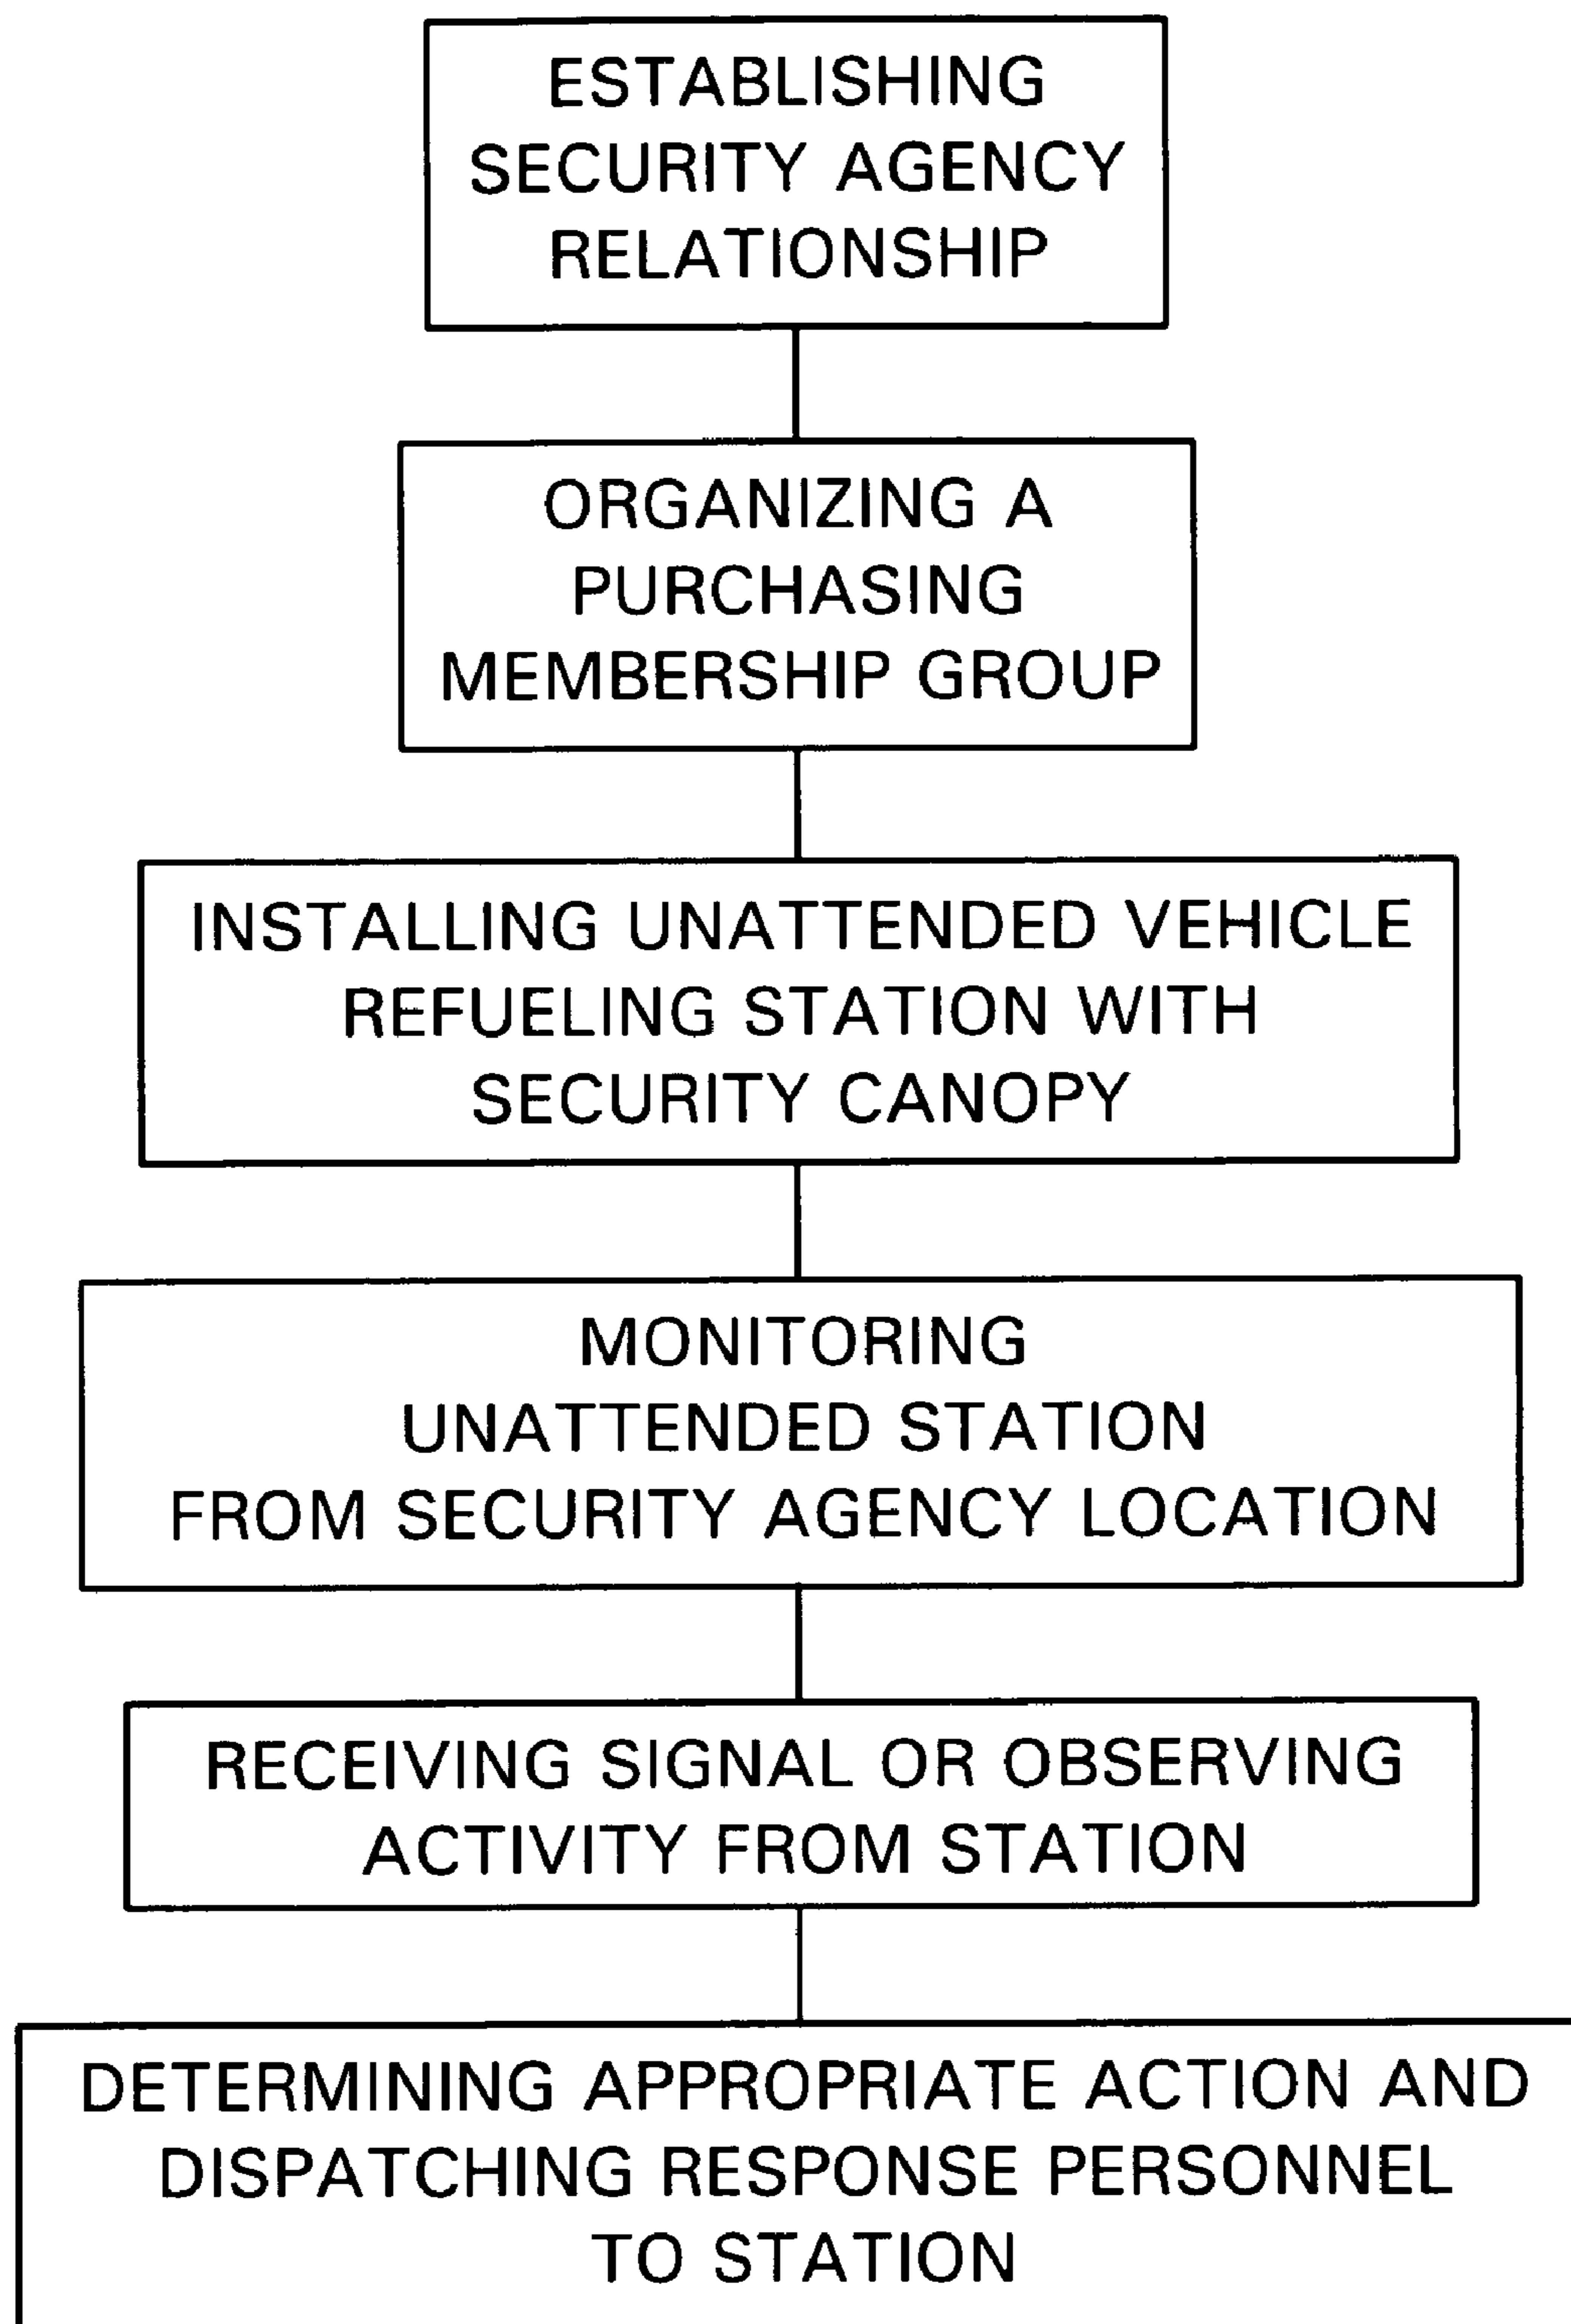 ESTABLISHING
SECURITY AGENCY
RELATIONSHIP
ORGANIZING A
PURCHASING
MEMBERSHIP GROUP
INSTALLING UNATTENDED VEHICLE
REFUELING STATION WITH
SECURITY CANOPY
MONITORING
UNATTENDED STATION
FROM SECURITY AGENCY LOCATION
RECEIVING SIGNAL OR OBSERVING
ACTIVITY FROM STATION
DETERMINING APPROPRIATE ACTION AND
DISPATCHING RESPONSE PERSONNEL
TO STATION